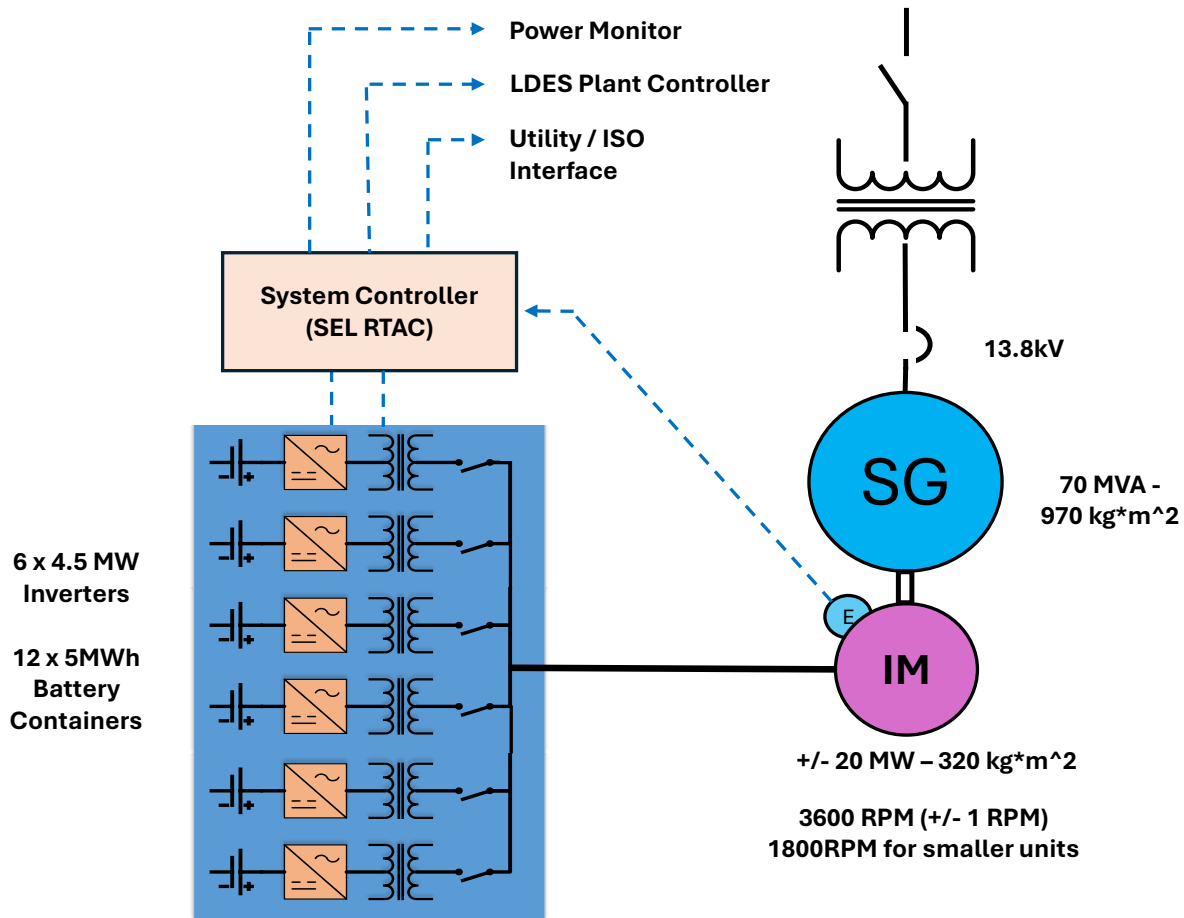 Power Monitor
LDES Plant Controller
Utility / ISO
Interface
System Controller
(SEL RTAC)
13.8kV
SG
70 MVA -
970 kg*m^2
6 x 4.5 MW
Inverters
12 x 5MWh
Battery
Containers
E
IM
+/- 20 MW – 320 kg*m^2
3600 RPM (+/- 1 RPM)
1800RPM for smaller units